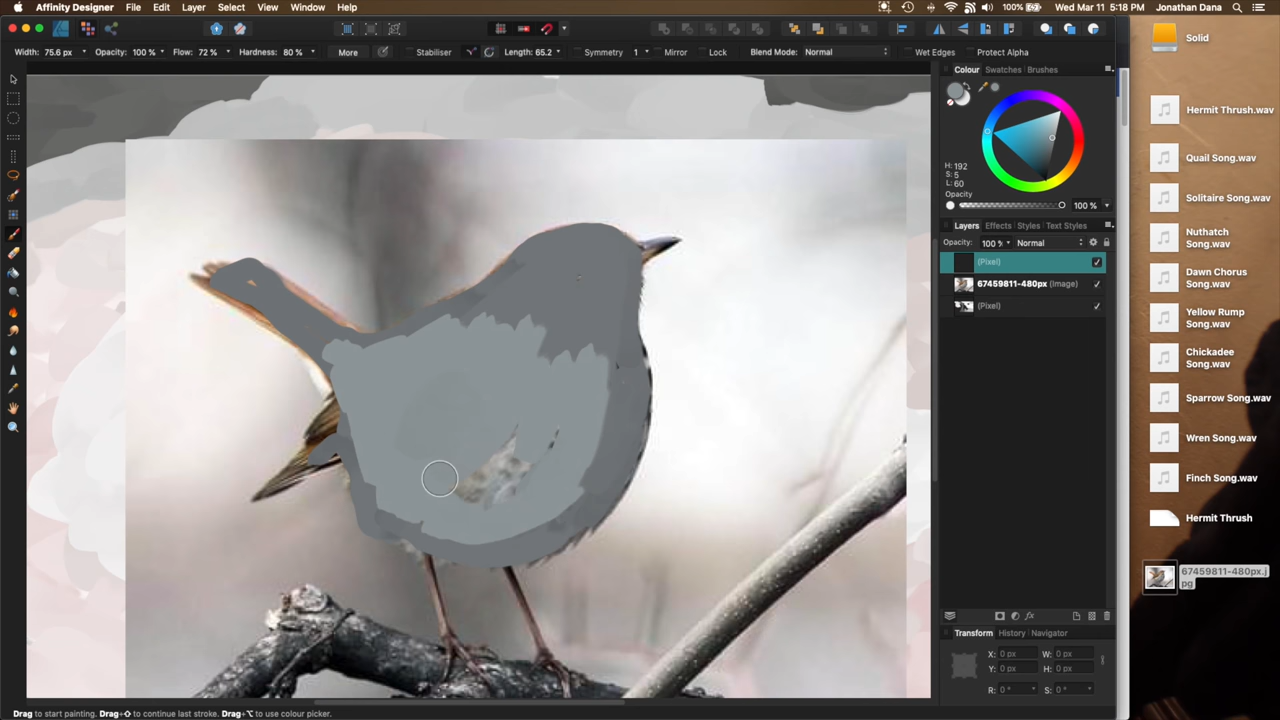 Affinity Designer File Edit Layer Select View Window Help 100% Wed Mar 11 5:18 PM Jonathan Dana
Width: 75.6 px Opacity: 100 % Flow: 72 % Hardness: 80 % More Stabiliser Length: 65.2 Symmetry 1 Mirror Lock Blend Mode: Normal Wet Edges Protect Alpha
Colour Swatches Brushes
H: 192
S: 5
L: 60
Opacity
100 %
Layers Effects Styles Text Styles
Opacity: 100 % Normal
(Pixel)
67459811-480px (Image)
(Pixel)
fx
Transform History Navigator
X: 0 px W: 0 px
Y: 0 px H: 0 px
R: 0 ° S: 0 °
Solid
Hermit Thrush.wav
Quail Song.wav
Solitaire Song.wav
Nuthatch
Song.wav
Dawn Chorus
Song.wav
Yellow Rump
Song.wav
Chickadee
Song.wav
Sparrow Song.wav
Wren Song.wav
Finch Song.wav
Hermit Thrush
67459811-480px.j
pg
Drag to start painting. Drag+⇧ to continue last stroke. Drag+⌥ to use colour picker.